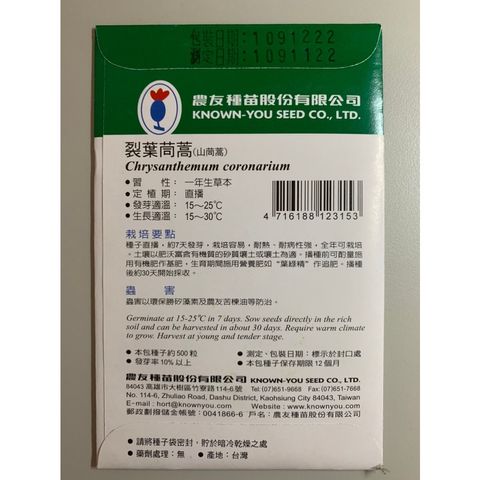 包裝日期:1091222
測定日期:1091122
農友種苗股份有限公司
KNOWN-YOU SEED CO., LTD.
裂葉茼蒿(山茼蒿)
Chrysanthemum coronarium
●習 性: 一年生草本
●定 植 期: 直播
●發芽適溫: 15～25℃
●生長適溫: 15～30℃
4 716188 123153
栽培要點
種子直播,約7天發芽,栽培容易,耐熱、耐病性強,全年可栽培
。土壤以肥沃富含有機質的砂質壤土或壤土為適。播種前可酌量施
用有機肥作基肥,生育期間施用營養肥如“葉綠精”作追肥。播種
後約30天開始採收。
蟲 害
蟲害以環保勝矽藻素及農友苦楝油等防治。
Germinate at 15-25℃ in 7 days. Sow seeds directly in the rich
soil and can be harvested in about 30 days. Require warm climate
to grow. Harvest at young and tender stage.
●本包種子約500粒
●測定、包裝日期:標示於封口處
●發芽率10%以上
●本包種子保存期限12個月
農友種苗股份有限公司 KNOWN-YOU SEED CO., LTD.
84043 高雄市大樹區竹寮路114-6號 Tel: (07)651-9668 Fax: (07)651-7668
No. 114-6, Zhuliao Road, Dashu District, Kaohsiung City 84043, Taiwan
E-mail : hort@knownyou.com Website : www.knownyou.com
郵政劃撥儲金帳號: 0041866-6 戶名:農友種苗股份有限公司
●請將種子袋密封,貯於暗冷乾燥之處
●藥劑處理:無 ●產地:台灣